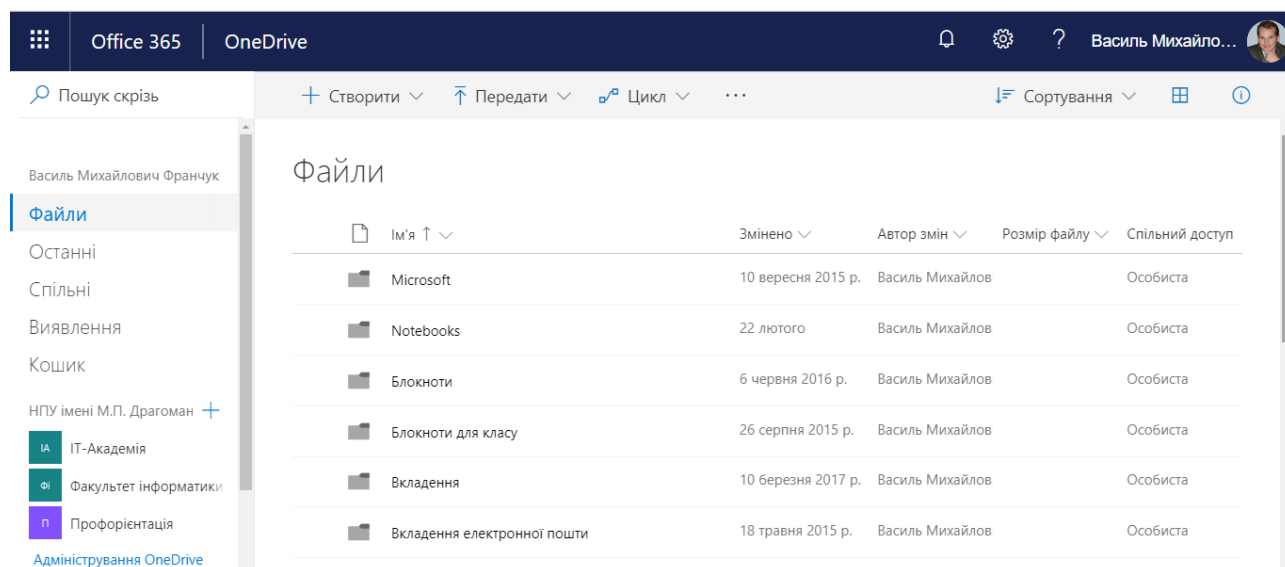 Office 365 OneDrive Василь Михайло...
Пошук скрізь
Створити Передати Цикл ... Сортування
Василь Михайлович Франчук
Файли
Останні
Спільні
Виявлення
Кошик
НПУ імені М.П. Драгоман
ІА ІТ-Академія
Фі Факультет інформатики
П Профорієнтація
Адміністрування OneDrive
Файли
Ім'я Змінено Автор змін Розмір файлу Спільний доступ
Microsoft 10 вересня 2015 р. Василь Михайлов Особиста
Notebooks 22 лютого Василь Михайлов Особиста
Блокноти 6 червня 2016 р. Василь Михайлов Особиста
Блокноти для класу 26 серпня 2015 р. Василь Михайлов Особиста
Вкладення 10 березня 2017 р. Василь Михайлов Особиста
Вкладення електронної пошти 18 травня 2015 р. Василь Михайлов Особиста